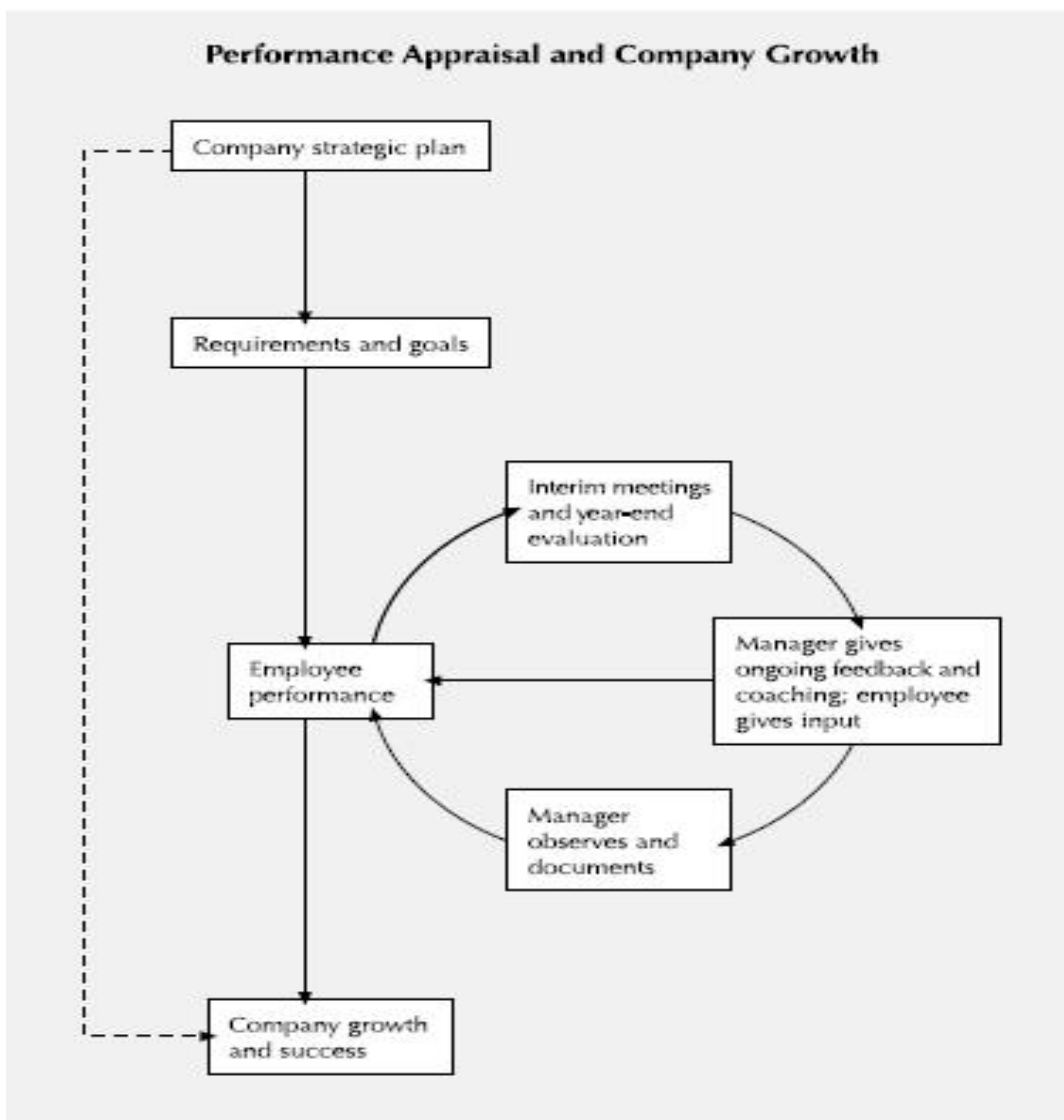 Performance Appraisal and Company Growth
Company strategic plan
Requirements and goals
Interim meetings
and year-end
evaluation
Employee
performance
Manager gives
ongoing feedback and
coaching; employee
gives input
Manager
observes and
documents
Company growth
and success